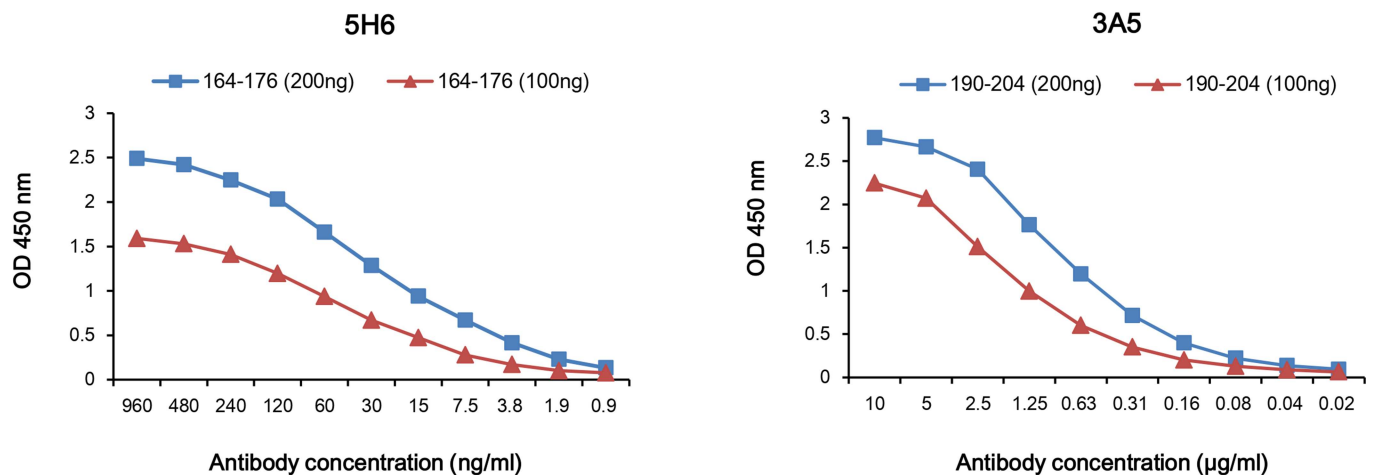 5H6
164-176 (200ng) 164-176 (100ng)
3
2.5
2
1.5
1
0.5
0
OD 450 nm
960 480 240 120 60 30 15 7.5 3.8 1.9 0.9
Antibody concentration (ng/ml)
3A5
190-204 (200ng) 190-204 (100ng)
3
2.5
2
1.5
1
0.5
0
OD 450 nm
10 5 2.5 1.25 0.63 0.31 0.16 0.08 0.04 0.02
Antibody concentration (µg/ml)